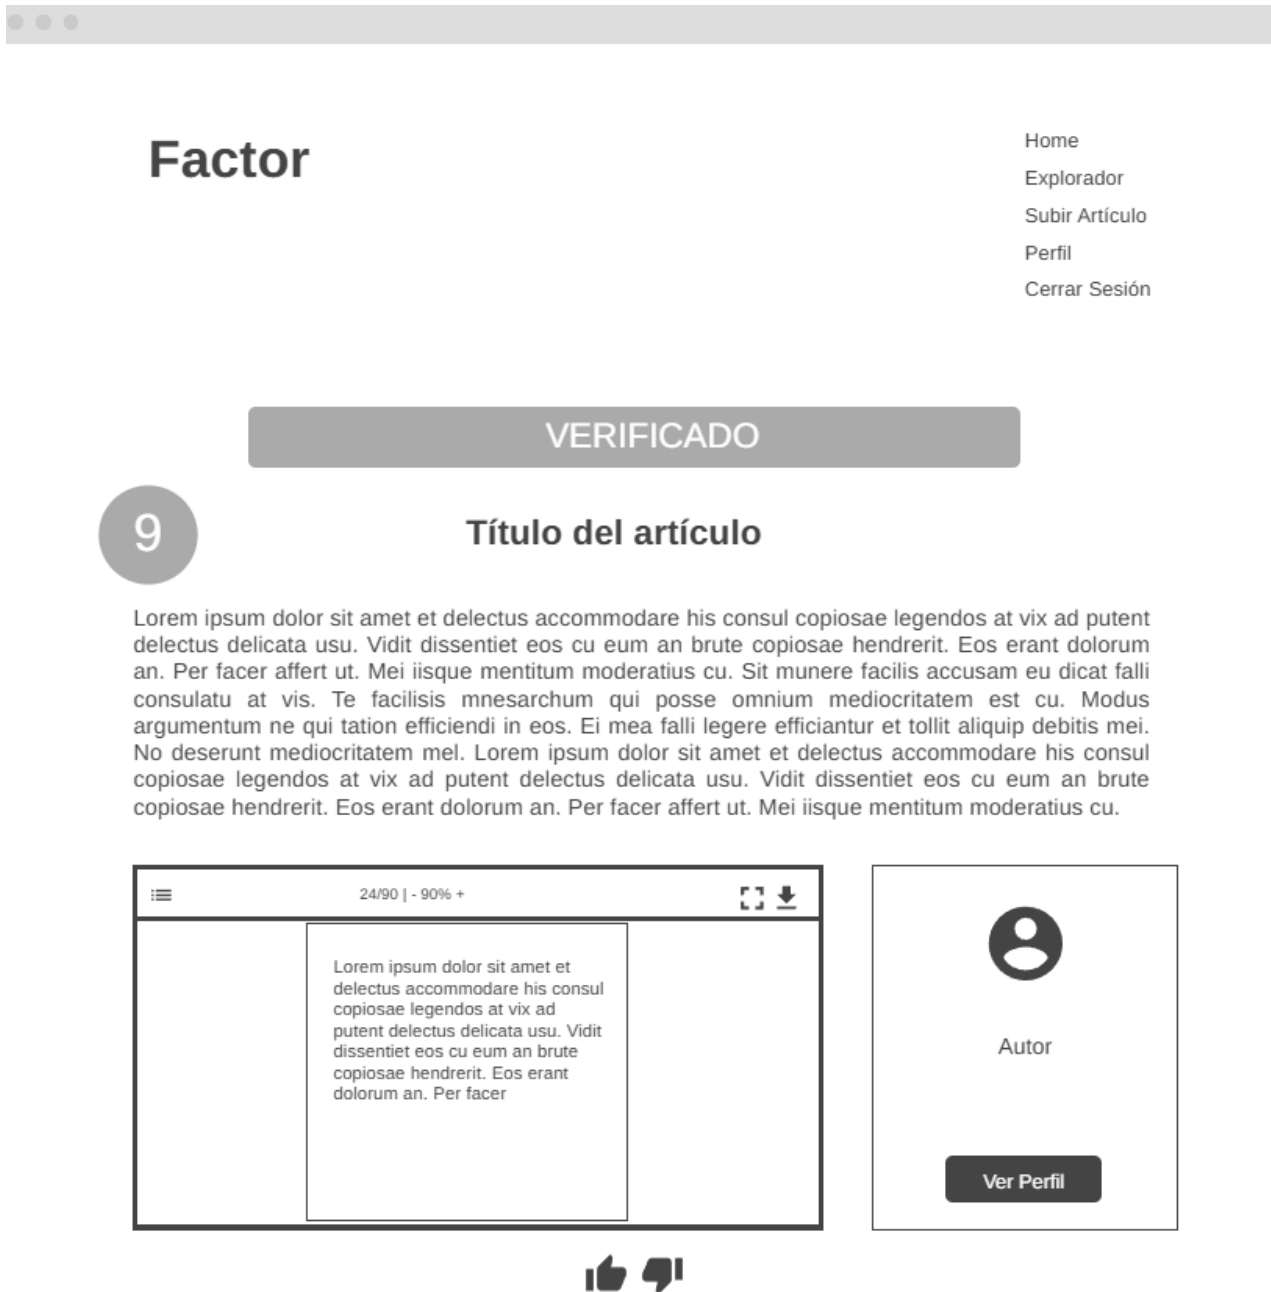 Factor
Home
Explorador
Subir Artículo
Perfil
Cerrar Sesión
VERIFICADO
9
Título del artículo
Lorem ipsum dolor sit amet et delectus accommodare his consul copiosae legendos at vix ad putent
delectus delicata usu. Vidit dissentiet eos cu eum an brute copiosae hendrerit. Eos erant dolorum
an. Per facer affert ut. Mei iisque mentitum moderatius cu. Sit munere facilis accusam eu dicat falli
consulatu at vis. Te facilisis mnesarchum qui posse omnium mediocritatem est cu. Modus
argumentum ne qui tation efficiendi in eos. Ei mea falli legere efficiantur et tollit aliquip debitis mei.
No deserunt mediocritatem mel. Lorem ipsum dolor sit amet et delectus accommodare his consul
copiosae legendos at vix ad putent delectus delicata usu. Vidit dissentiet eos cu eum an brute
copiosae hendrerit. Eos erant dolorum an. Per facer affert ut. Mei iisque mentitum moderatius cu.
24/90 | - 90% +
Lorem ipsum dolor sit amet et
delectus accommodare his consul
copiosae legendos at vix ad
putent delectus delicata usu. Vidit
dissentiet eos cu eum an brute
copiosae hendrerit. Eos erant
dolorum an. Per facer
Autor
Ver Perfil